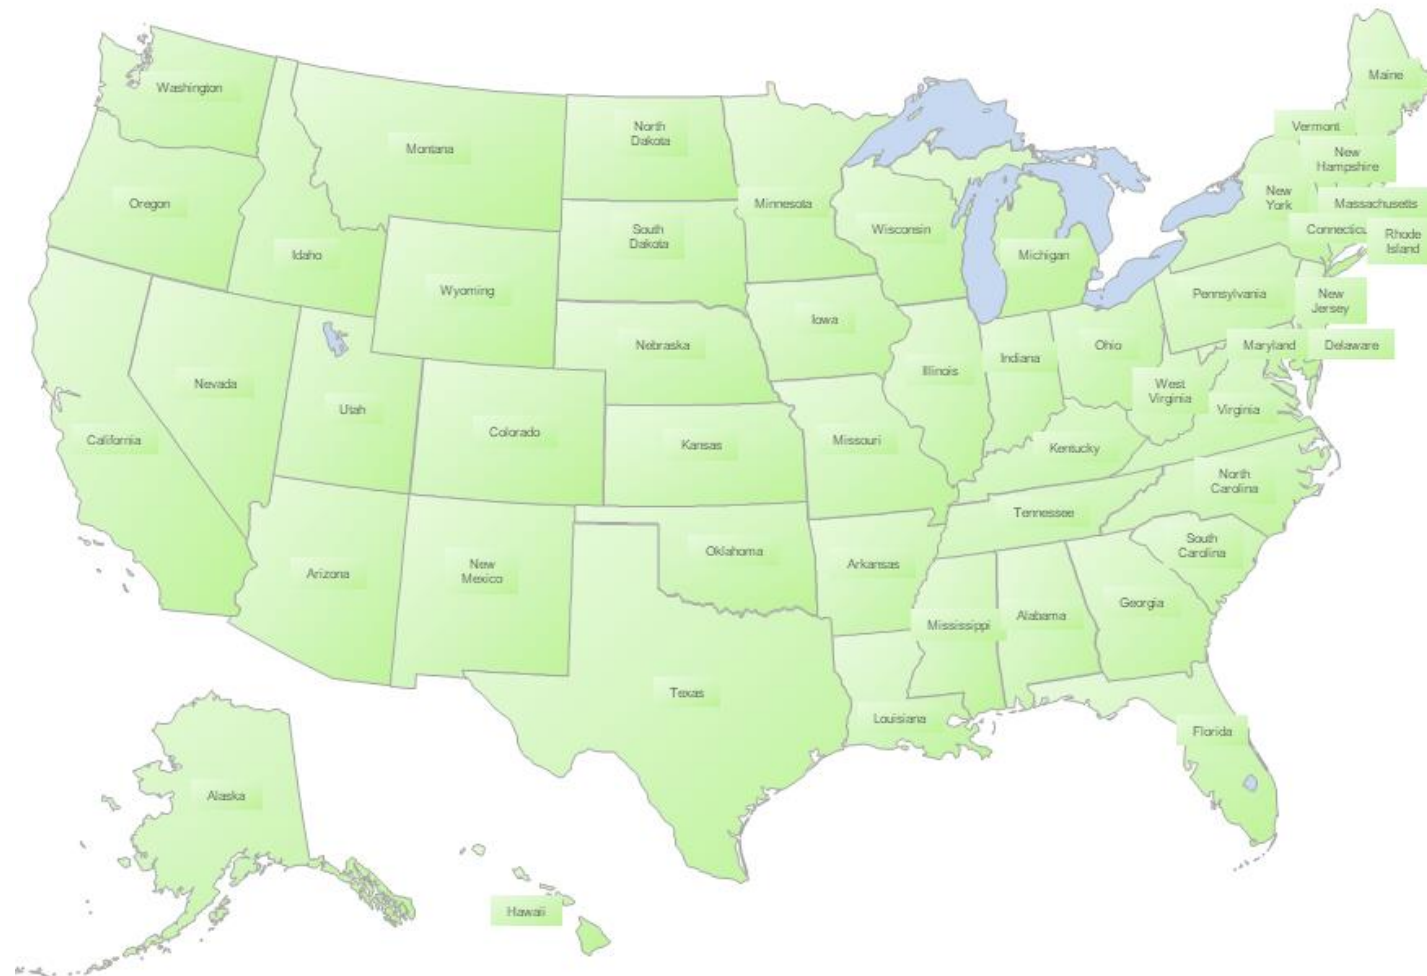 Washington
Montana
North
Dakota
Minnesota
Maine
Vermont
New
Hampshire
Oregon
Idaho
South
Dakota
Wisconsin
Michigan
New
York
Massachusetts
Connecticu
Rhode
Island
Wyoming
Iowa
Pennsylvania
New
Jersey
Nebraska
Illinois
Indiana
Ohio
Maryland
Delaware
Nevada
Utah
Colorado
Kansas
Missouri
West
Virginia
Virginia
California
Kentucky
North
Carolina
Tennessee
Arizona
New
Mexico
Oklahoma
Arkansas
South
Carolina
Mississippi
Alabama
Georgia
Texas
Louisiana
Florida
Alaska
Hawaii